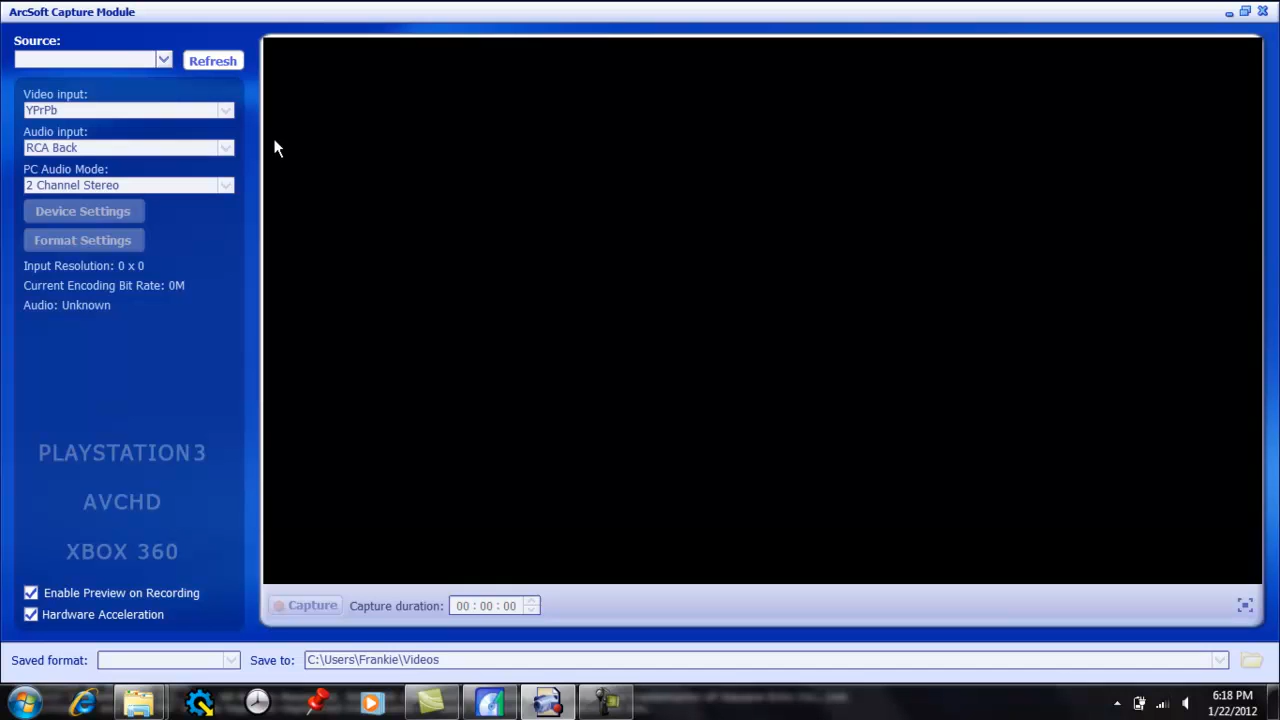 ArcSoft Capture Module
Source:
Refresh
Video input:
YPrPb
Audio input:
RCA Back
PC Audio Mode:
2 Channel Stereo
Device Settings
Format Settings
Input Resolution: 0 x 0
Current Encoding Bit Rate: 0M
Audio: Unknown
PLAYSTATION3
AVCHD
XBOX 360
Enable Preview on Recording
Hardware Acceleration
Capture Capture duration: 00 : 00 : 00
Saved format: Save to: C:\Users\Frankie\Videos
6:18 PM
1/22/2012